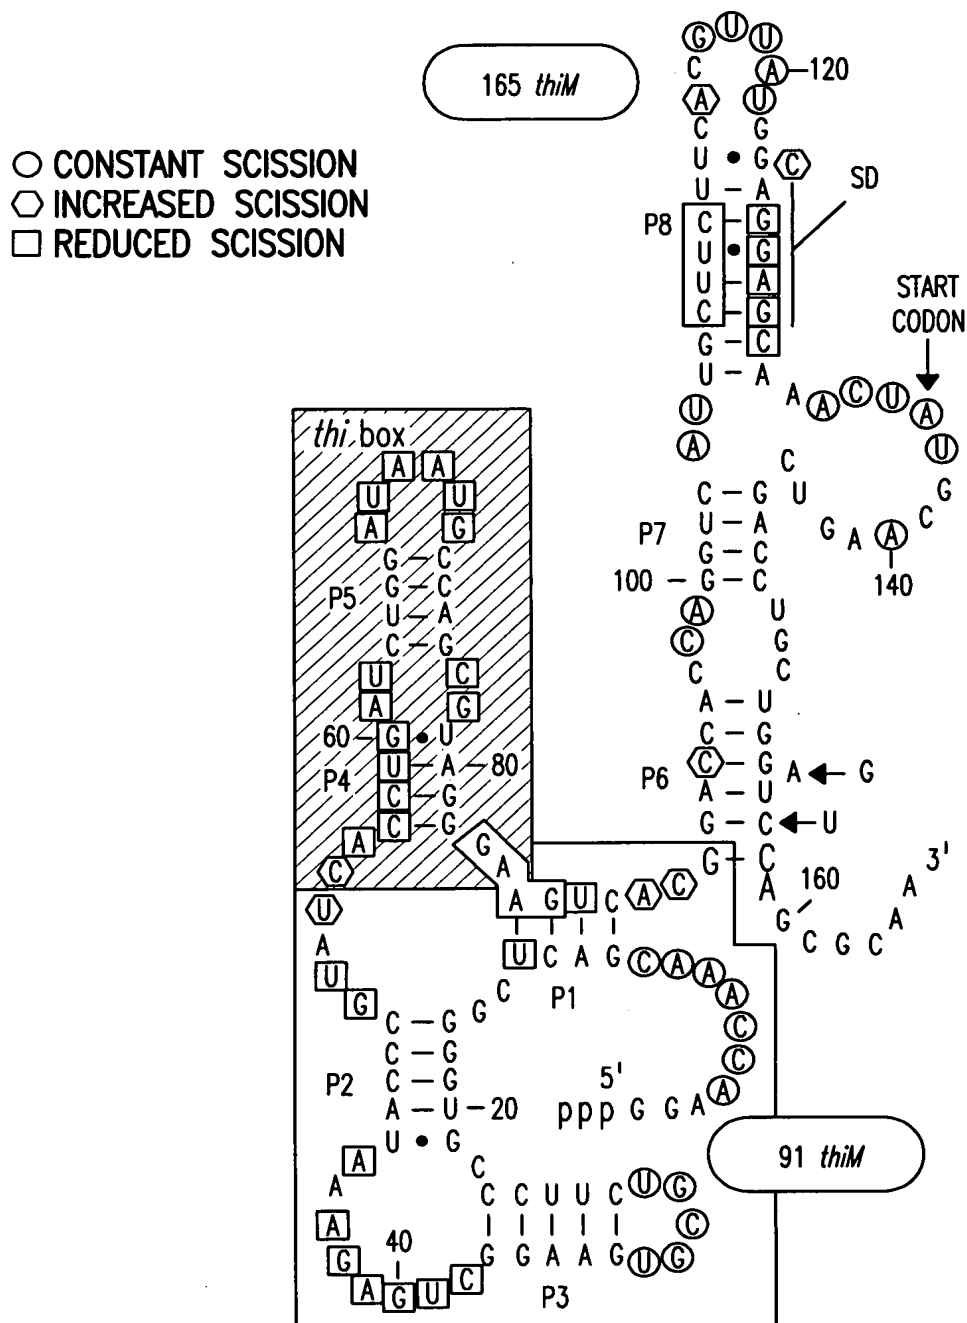 165 thiM
CONSTANT SCISSION
INCREASED SCISSION
REDUCED SCISSION
G U U
C A – 120
A U
C G
U • G C
U – A
SD
P8
C – G
U • G
U – A
C – G
G – C
U – A
START
CODON
U
A
A A C U A
U
G
C
A
A
G
U
C
140
thi box
A A
U U
A G
G – C
G – C
P5
U – A
C – G
U C
A G
60 – G • U
U – A – 80
P4
C – G
C – G
A
C
G
A
A G U C A C G
C – G
U – A
P7
G – C
100 – G – C
A U
C G
C C
A – U
C – G
P6
C – G A ← G
A – U
G – C ← U
G – C
A
160
G
C G C A A
3'
U
A
U
G
U C A G C A A A
C
C
A
P1
C
G
C – G
C – G
P2
C – G
A – U – 20
U • G
5'
ppp G G A
91 thiM
A
A
A
G
40
A G U C
C
C C U U C U G
C
G G A A G U G
P3